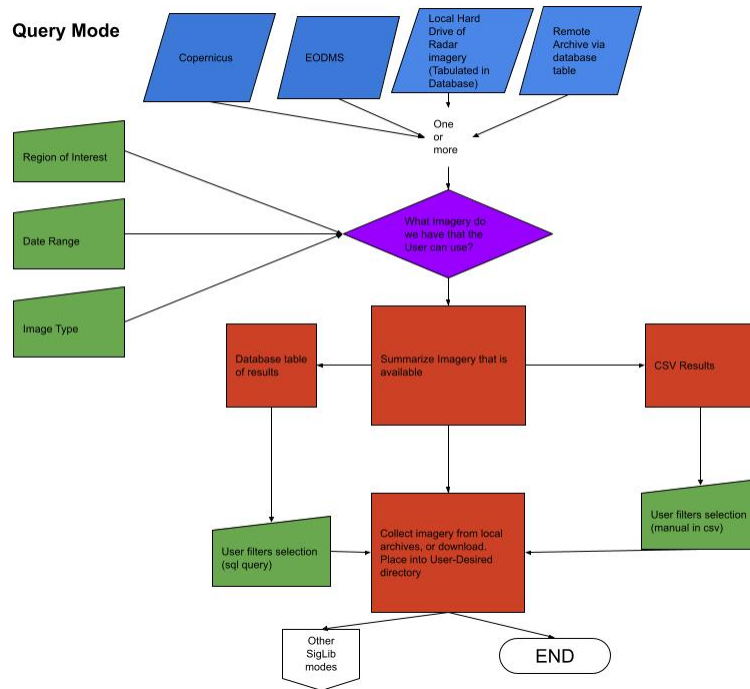 Query Mode
Copernicus
EODMS
Local Hard
Drive of
Radar
imagery
(Tabulated in
Database)
Remote
Archive via
database
table
One
or
more
Region of Interest
Date Range
Image Type
What imagery do
we have that the
User can use?
Database table
of results
Summarize Imagery that is
available
CSV Results
User filters selection
(sql query)
Collect imagery from local
archives, or download.
Place into User-Desired
directory
User filters selection
(manual in csv)
Other
SigLib
modes
END